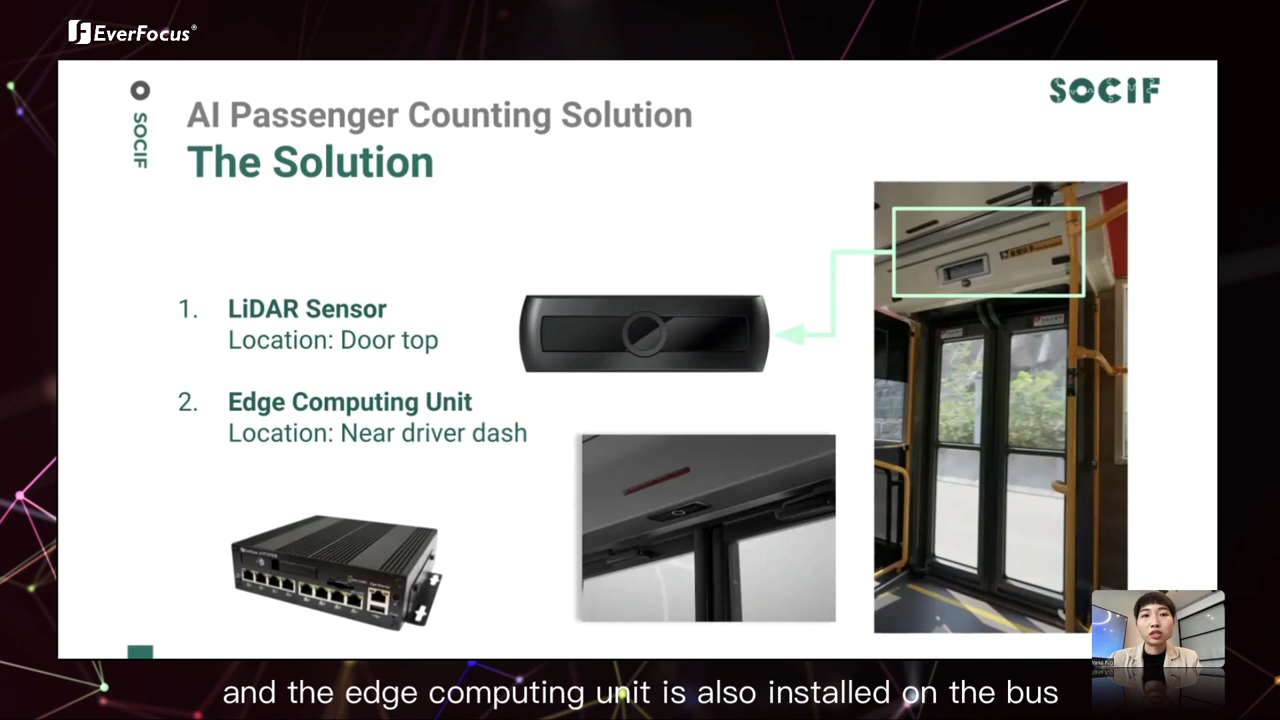 EverFocus®
SOCIF
SOCIF
AI Passenger Counting Solution
The Solution
1. LiDAR Sensor
Location: Door top
2. Edge Computing Unit
Location: Near driver dash
and the edge computing unit is also installed on the bus